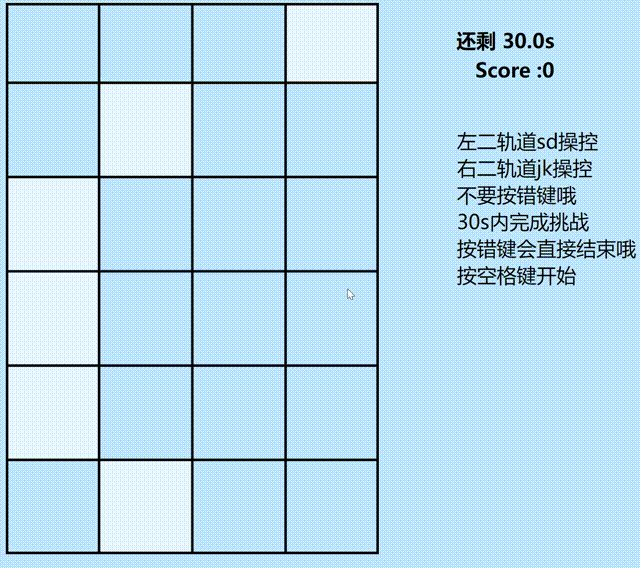 还剩 30.0s
Score :0
左二轨道sd操控
右二轨道jk操控
不要按错键哦
30s内完成挑战
按错键会直接结束哦
按空格键开始